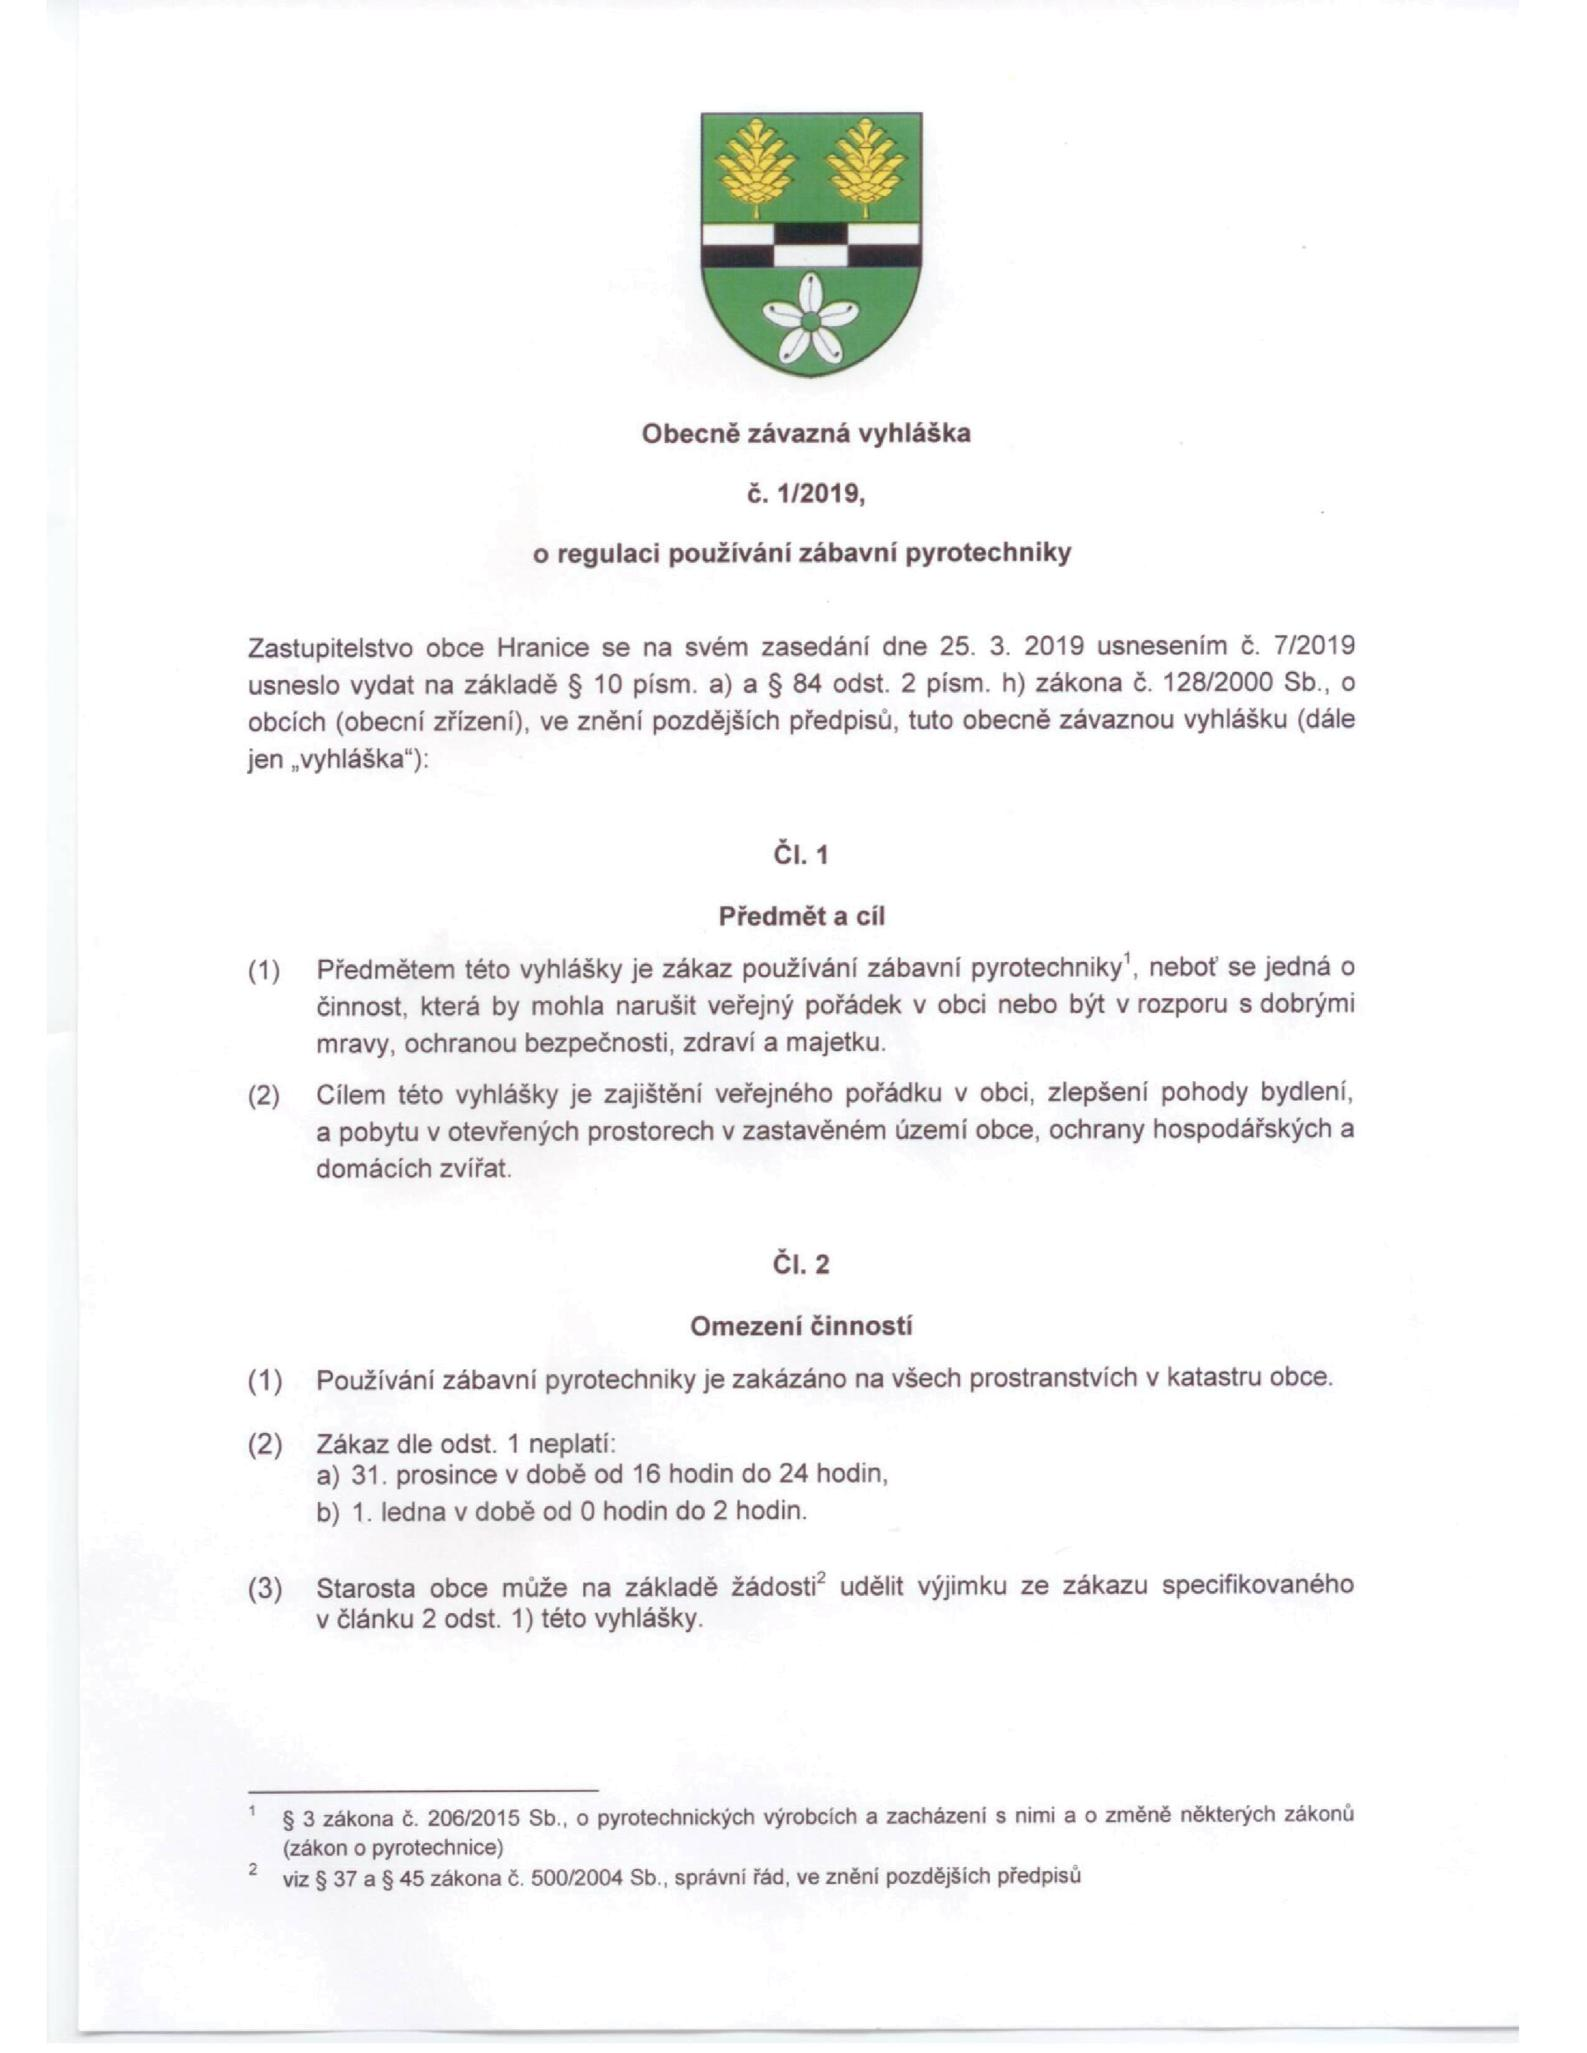 Obecně závazná vyhláška
č. 1/2019,
o regulaci používání zábavní pyrotechniky
Zastupitelstvo obce Hranice se na svém zasedání dne 25. 3. 2019 usnesením č. 7/2019
usneslo vydat na základě § 10 písm. a) a § 84 odst. 2 písm. h) zákona č. 128/2000 Sb., o
obcích (obecní zřízení), ve znění pozdějších předpisů, tuto obecně závaznou vyhlášku (dále
jen „vyhláška“):
Čl. 1
Předmět a cíl
(1) Předmětem této vyhlášky je zákaz používání zábavní pyrotechniky¹, neboť se jedná o
činnost, která by mohla narušit veřejný pořádek v obci nebo být v rozporu s dobrými
mravy, ochranou bezpečnosti, zdraví a majetku.
(2) Cílem této vyhlášky je zajištění veřejného pořádku v obci, zlepšení pohody bydlení,
a pobytu v otevřených prostorech v zastavěném území obce, ochrany hospodářských a
domácích zvířat.
Čl. 2
Omezení činností
(1) Používání zábavní pyrotechniky je zakázáno na všech prostranstvích v katastru obce.
(2) Zákaz dle odst. 1 neplatí:
a) 31. prosince v době od 16 hodin do 24 hodin,
b) 1. ledna v době od 0 hodin do 2 hodin.
(3) Starosta obce může na základě žádosti² udělit výjimku ze zákazu specifikovaného
v článku 2 odst. 1) této vyhlášky.
¹ § 3 zákona č. 206/2015 Sb., o pyrotechnických výrobcích a zacházení s nimi a o změně některých zákonů
(zákon o pyrotechnice)
² viz § 37 a § 45 zákona č. 500/2004 Sb., správní řád, ve znění pozdějších předpisů